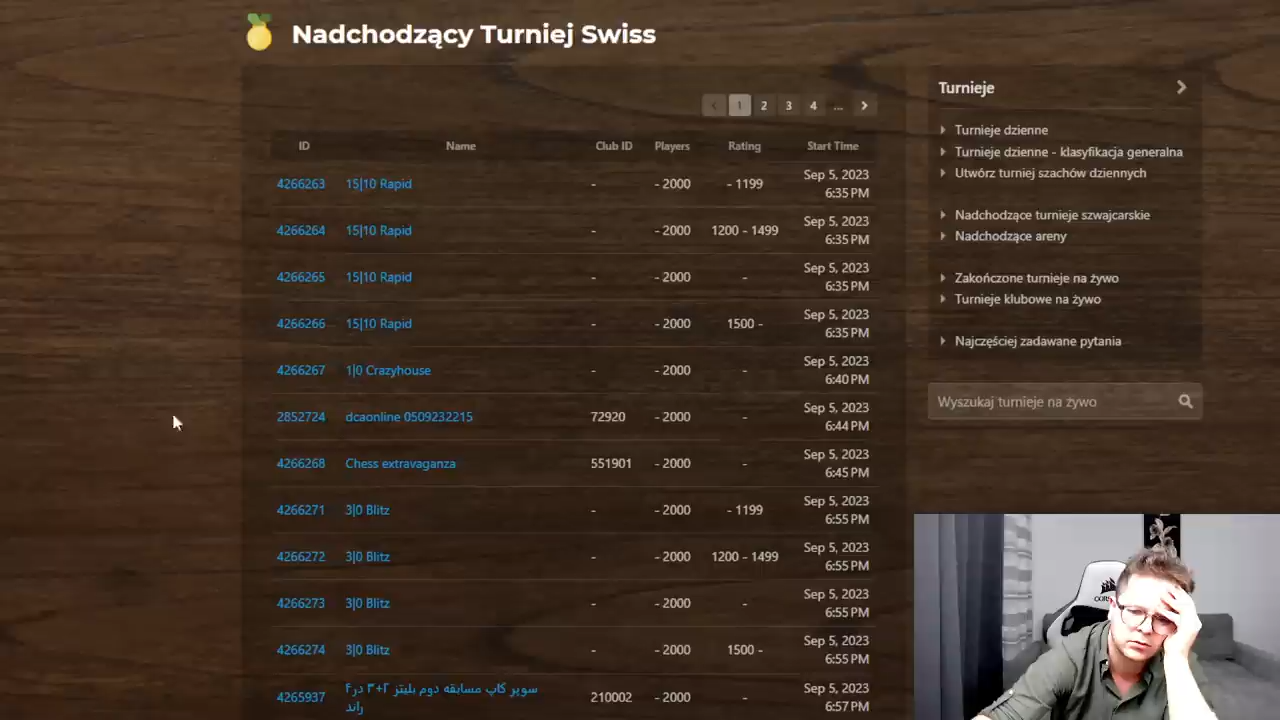 Nadchodzący Turniej Swiss
1 2 3 4 ...
ID Name Club ID Players Rating Start Time
4266263 15|10 Rapid - - 2000 - 1199 Sep 5, 2023
6:35 PM
4266264 15|10 Rapid - - 2000 1200 - 1499 Sep 5, 2023
6:35 PM
4266265 15|10 Rapid - - 2000 - Sep 5, 2023
6:35 PM
4266266 15|10 Rapid - - 2000 1500 - Sep 5, 2023
6:35 PM
4266267 1|0 Crazyhouse - - 2000 - Sep 5, 2023
6:40 PM
2852724 dcaonline 0509232215 72920 - 2000 - Sep 5, 2023
6:44 PM
4266268 Chess extravaganza 551901 - 2000 - Sep 5, 2023
6:45 PM
4266271 3|0 Blitz - - 2000 - 1199 Sep 5, 2023
6:55 PM
4266272 3|0 Blitz - - 2000 1200 - 1499 Sep 5, 2023
6:55 PM
4266273 3|0 Blitz - - 2000 - Sep 5, 2023
6:55 PM
4266274 3|0 Blitz - - 2000 1500 - Sep 5, 2023
6:55 PM
4265937 سوپر کاپ مسابقه دوم بلیتز ۲+۳ در۴ 210002 - 2000 - Sep 5, 2023
راند 6:57 PM
Turnieje
Turnieje dzienne
Turnieje dzienne - klasyfikacja generalna
Utwórz turniej szachów dziennych
Nadchodzące turnieje szwajcarskie
Nadchodzące areny
Zakończone turnieje na żywo
Turnieje klubowe na żywo
Najczęściej zadawane pytania
Wyszukaj turnieje na żywo